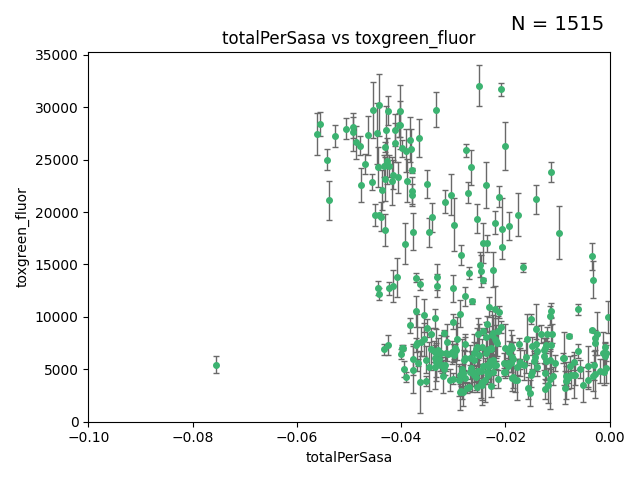 N = 1515
totalPerSasa vs toxgreen_fluor
35000
30000
25000
20000
15000
10000
5000
0
toxgreen_fluor
−0.10 −0.08 −0.06 −0.04 −0.02 0.00
totalPerSasa